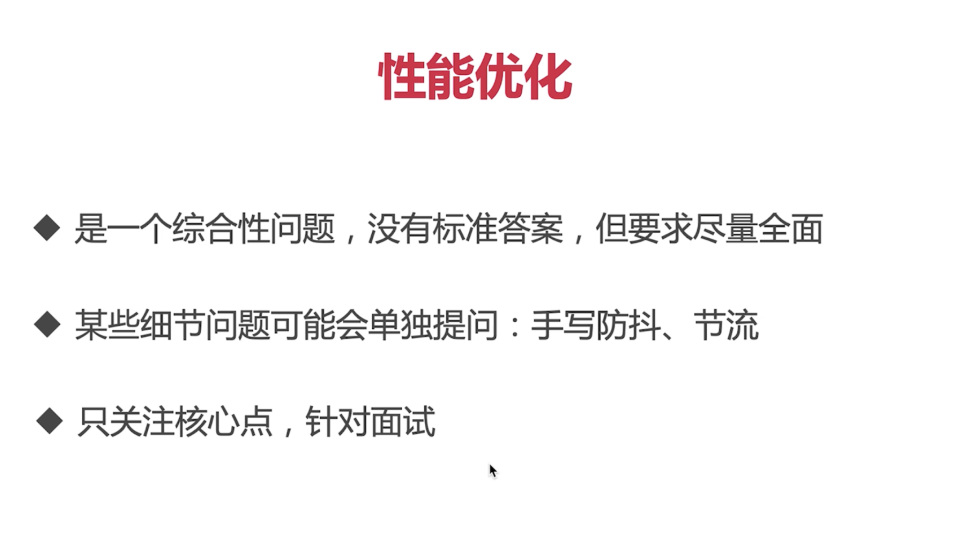 性能优化
◆ 是一个综合性问题，没有标准答案，但要求尽量全面
◆ 某些细节问题可能会单独提问：手写防抖、节流
◆ 只关注核心点，针对面试